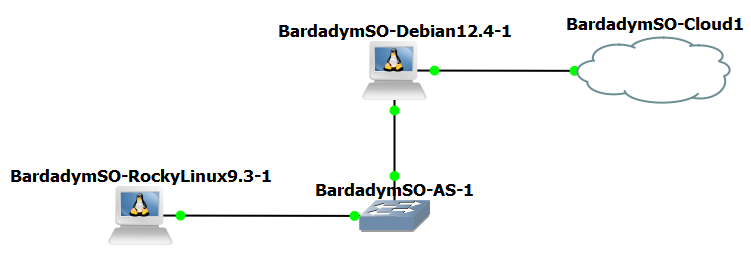 BardadymSO-Cloud1
BardadymSO-Debian12.4-1
BardadymSO-RockyLinux9.3-1
BardadymSO-AS-1